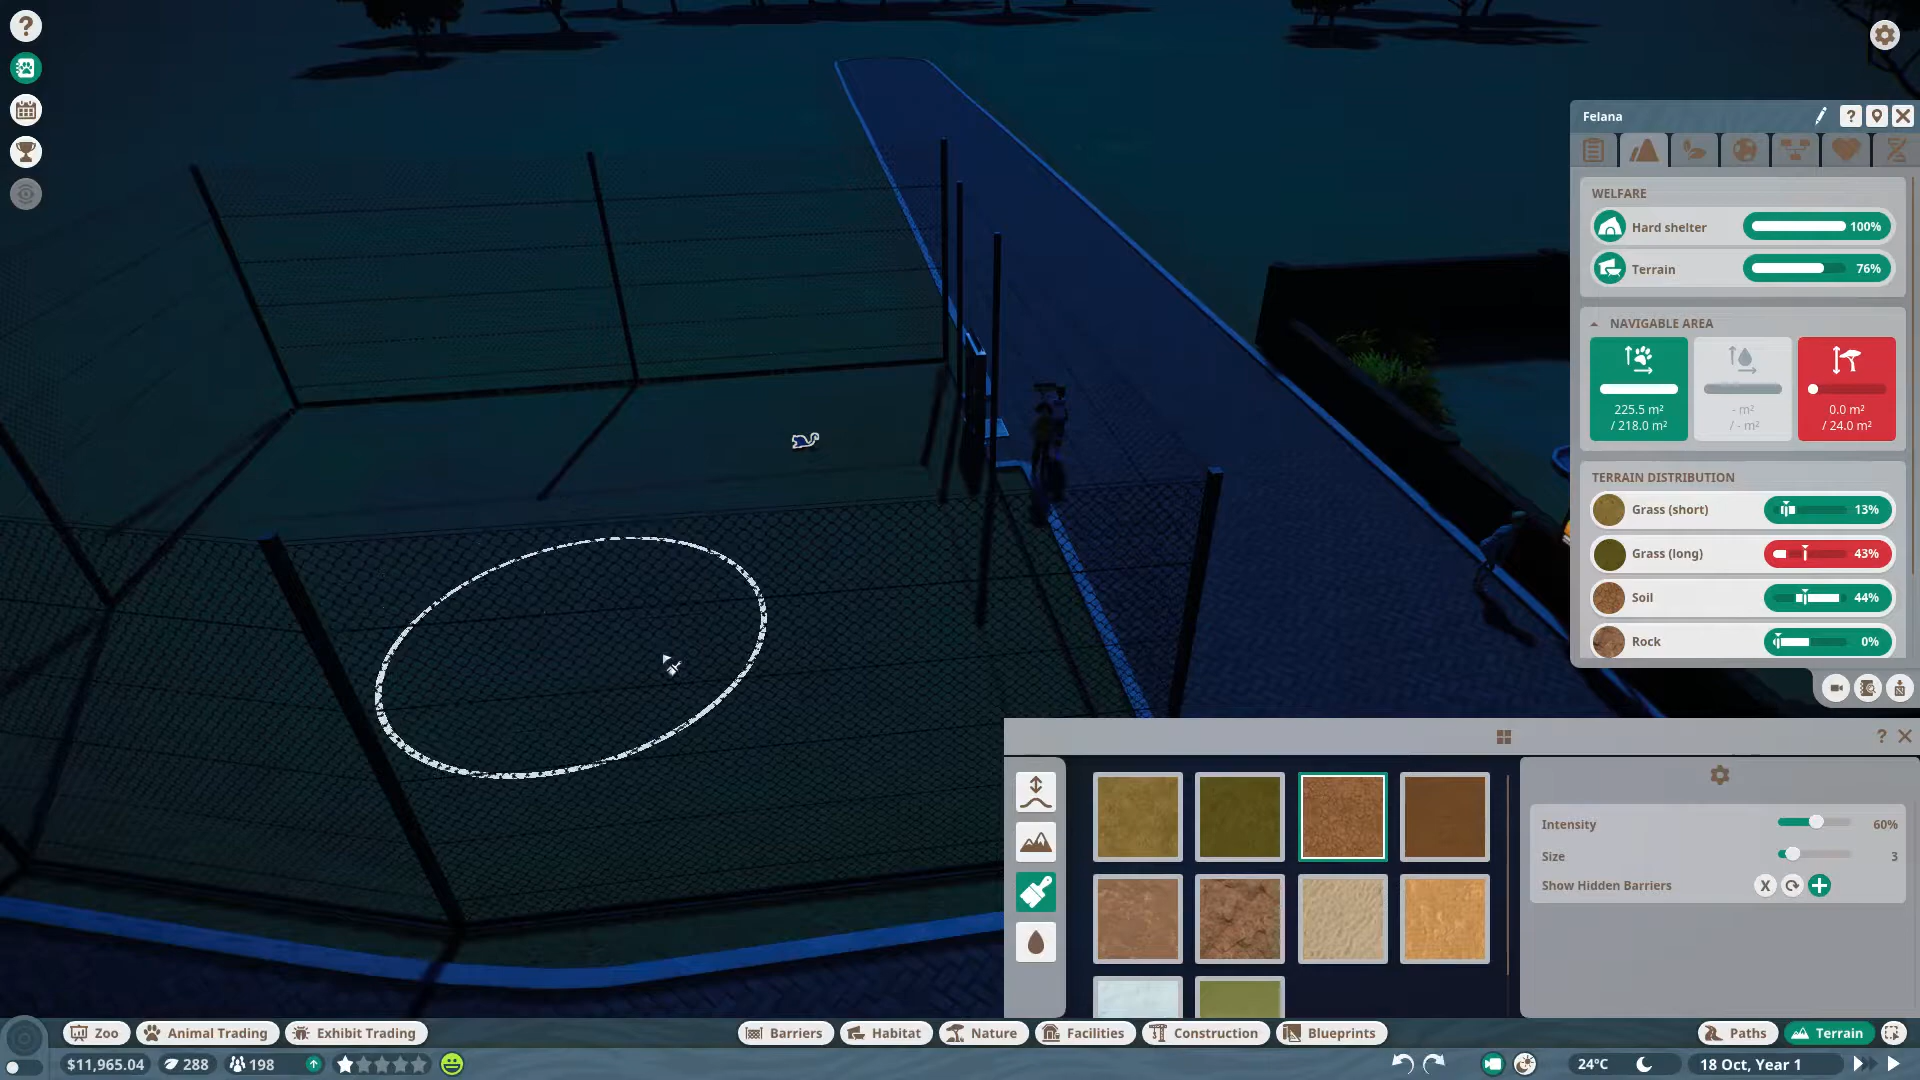 Felana
WELFARE
Hard shelter 100%
Terrain 76%
NAVIGABLE AREA
225.5 m²
/ 218.0 m²
- m²
/ - m²
0.0 m²
/ 24.0 m²
TERRAIN DISTRIBUTION
Grass (short) 13%
Grass (long) 43%
Soil 44%
Rock 0%
Intensity 60%
Size 3
Show Hidden Barriers X
Zoo Animal Trading Exhibit Trading Barriers Habitat Nature Facilities Construction Blueprints Paths Terrain
$11,965.04 288 198 24°C 18 Oct, Year 1